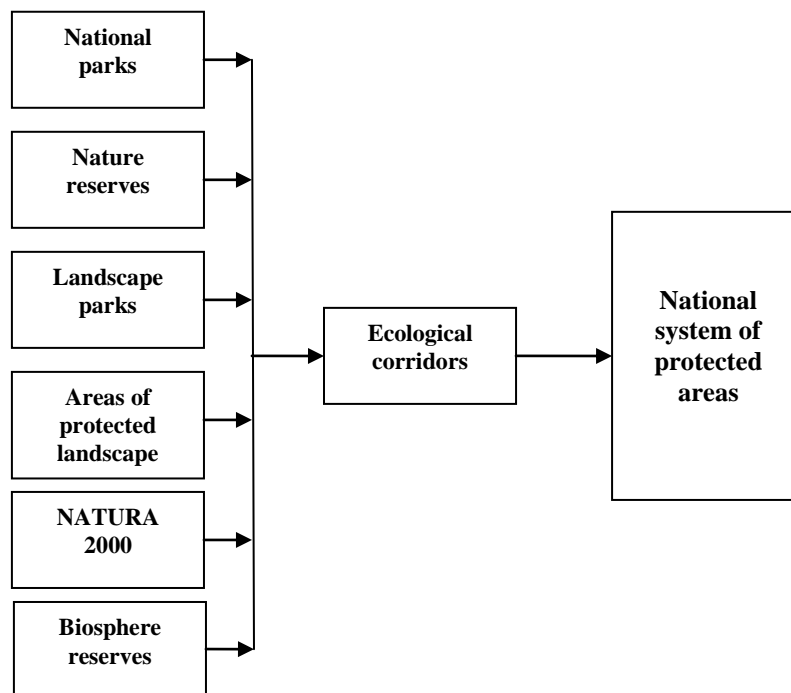 National
parks
Nature
reserves
Landscape
parks
Areas of
protected
landscape
NATURA
2000
Biosphere
reserves
Ecological
corridors
National
system of
protected
areas